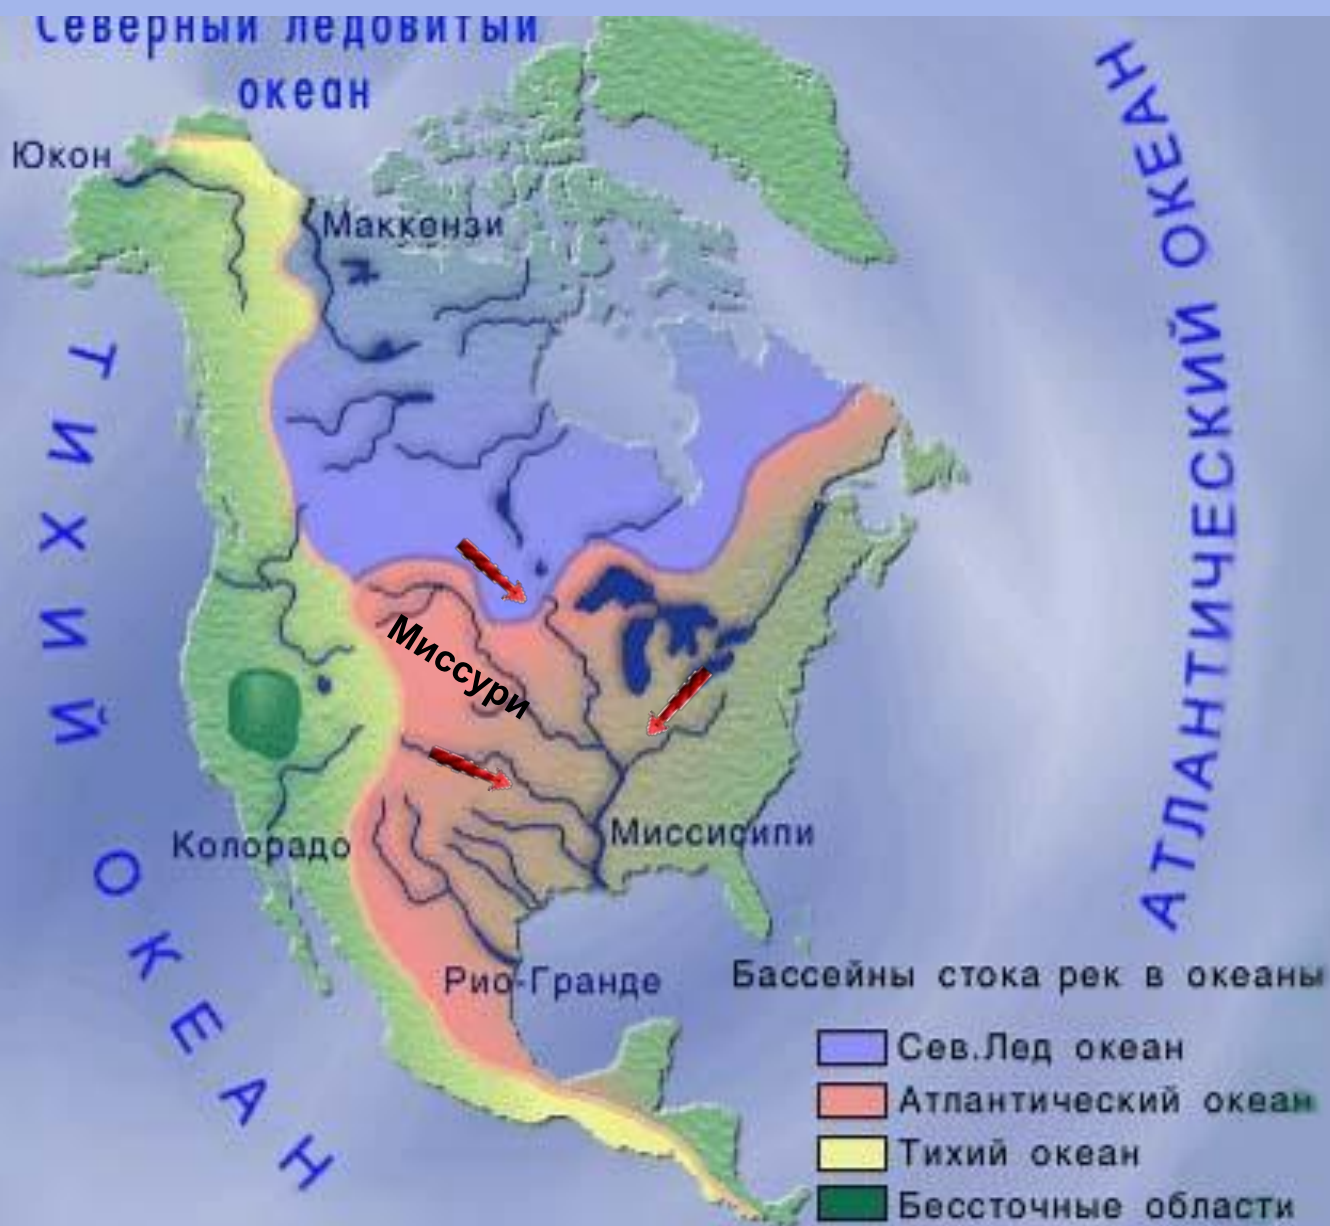 Северный ледовитый
океан
Юкон
Маккензи
ТИХИЙ ОКЕАН
АТЛАНТИЧЕСКИЙ ОКЕАН
Миссури
Колорадо
Миссисипи
Рио-Гранде
Бассейны стока рек в океаны
Сев.Лед океан
Атлантический океан
Тихий океан
Бессточные области